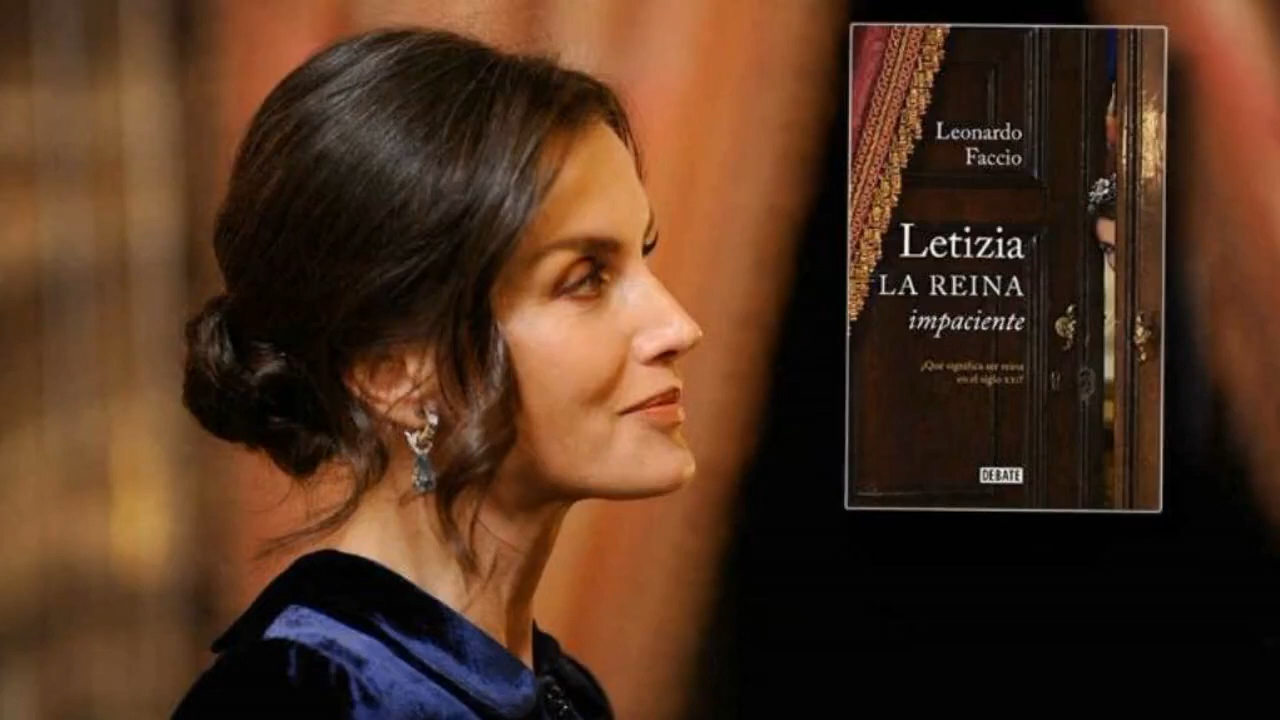 Leonardo
Faccio
Letizia
LA REINA
impaciente
¿Qué significa ser reina
en el siglo XXI?
DEBATE